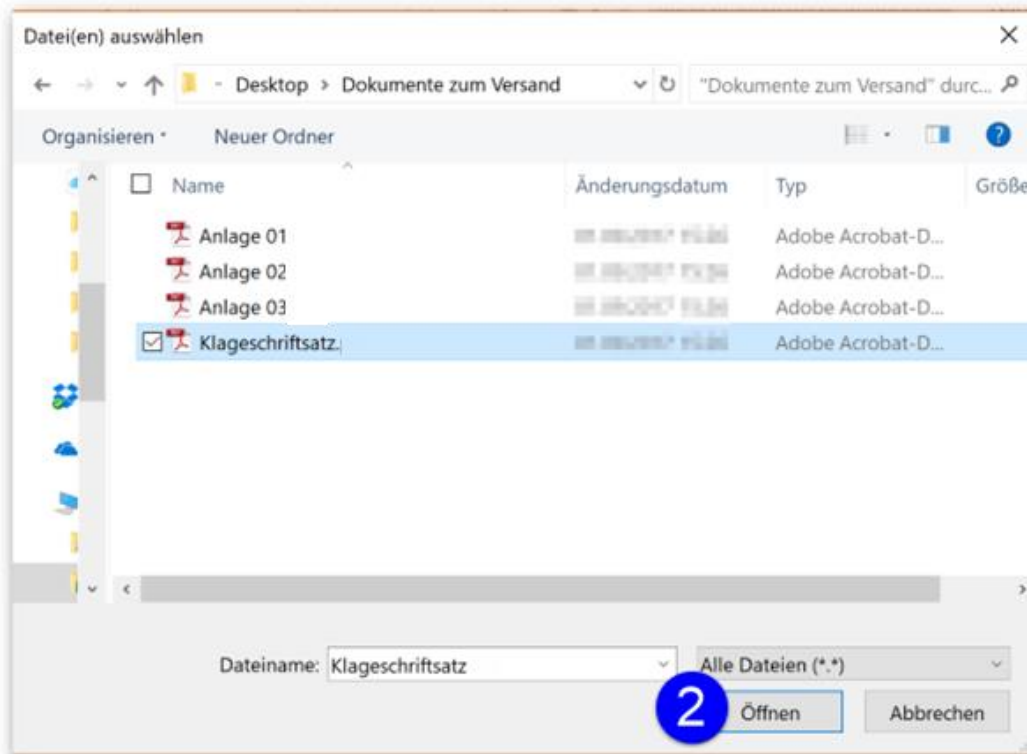 Datei(en) auswählen
Desktop > Dokumente zum Versand "Dokumente zum Versand" durc...
Organisieren Neuer Ordner
Name Änderungsdatum Typ Größe
Anlage 01 Adobe Acrobat-D...
Anlage 02 Adobe Acrobat-D...
Anlage 03 Adobe Acrobat-D...
Klageschriftsatz. Adobe Acrobat-D...
Dateiname: Klageschriftsatz Alle Dateien (*.*)
2 Öffnen Abbrechen